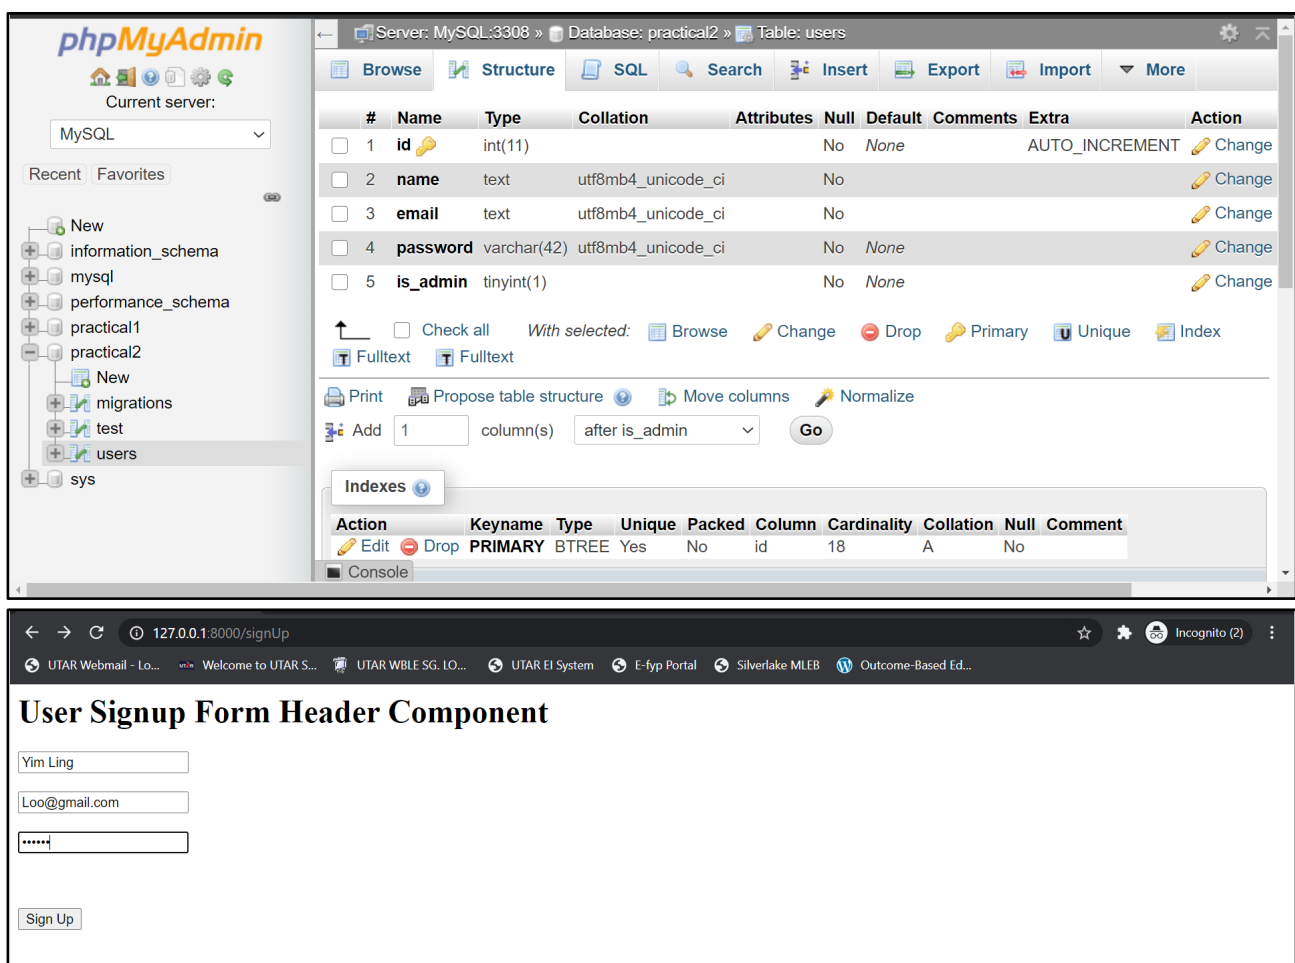 phpMyAdmin
Current server:
MySQL
Recent Favorites
New
information_schema
mysql
performance_schema
practical1
practical2
New
migrations
test
users
sys
Server: MySQL:3308 » Database: practical2 » Table: users
Browse Structure SQL Search Insert Export Import More
# Name Type Collation Attributes Null Default Comments Extra Action
1 id int(11) No None AUTO_INCREMENT Change
2 name text utf8mb4_unicode_ci No Change
3 email text utf8mb4_unicode_ci No Change
4 password varchar(42) utf8mb4_unicode_ci No None Change
5 is_admin tinyint(1) No None Change
Check all With selected: Browse Change Drop Primary Unique Index
Fulltext Fulltext
Print Propose table structure Move columns Normalize
Add 1 column(s) after is_admin Go
Indexes
Action Keyname Type Unique Packed Column Cardinality Collation Null Comment
Edit Drop PRIMARY BTREE Yes No id 18 A No
Console
127.0.0.1:8000/signUp Incognito (2)
UTAR Webmail - Lo... Welcome to UTAR S... UTAR WBLE SG. LO... UTAR EI System E-fyp Portal Silverlake MLEB Outcome-Based Ed...
User Signup Form Header Component
Yim Ling
Loo@gmail.com
••••••
Sign Up